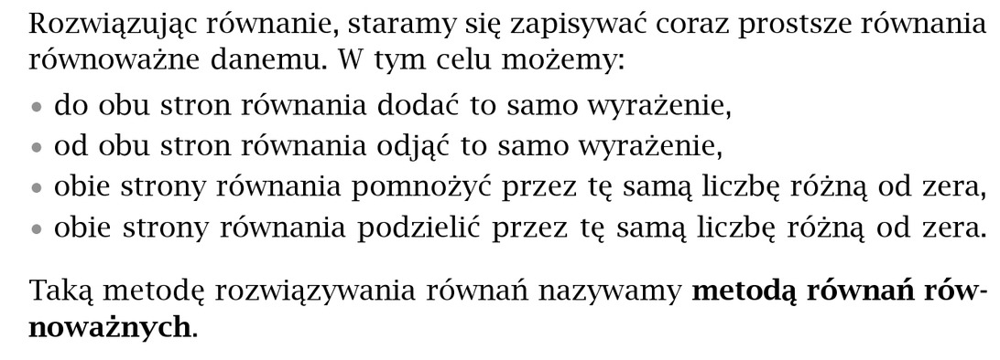 Rozwiązując równanie, staramy się zapisywać coraz prostsze równania
równoważne danemu. W tym celu możemy:
• do obu stron równania dodać to samo wyrażenie,
• od obu stron równania odjąć to samo wyrażenie,
• obie strony równania pomnożyć przez tę samą liczbę różną od zera,
• obie strony równania podzielić przez tę samą liczbę różną od zera.
Taką metodę rozwiązywania równań nazywamy metodą równań rów-
noważnych.